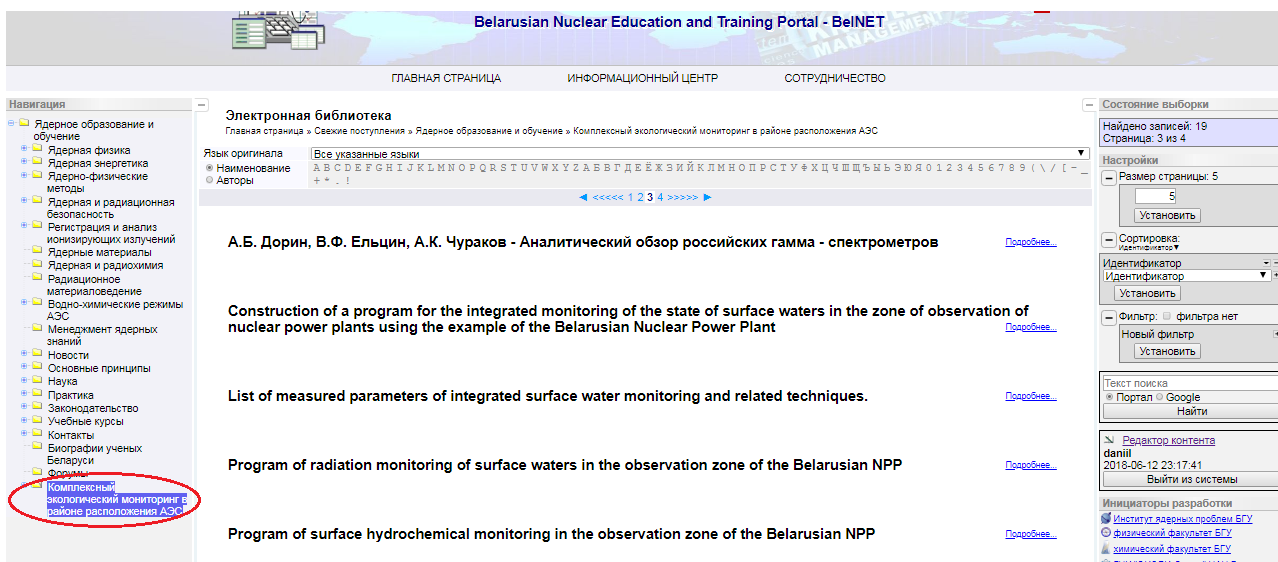 Belarusian Nuclear Education and Training Portal - BelNET
MANAGEMENT
ГЛАВНАЯ СТРАНИЦА
ИНФОРМАЦИОННЫЙ ЦЕНТР
СОТРУДНИЧЕСТВО
Навигация
Ядерное образование и
обучение
Ядерная физика
Ядерная энергетика
Ядерно-физические
методы
Ядерная и радиационная
безопасность
Регистрация и анализ
ионизирующих излучений
Ядерные материалы
Ядерная и радиохимия
Радиационное
материаловедение
Водно-химические режимы
АЭС
Менеджмент ядерных
знаний
Новости
Основные принципы
Наука
Практика
Законодательство
Учебные курсы
Контакты
Биографии ученых
Беларуси
Форумы
Комплексный
экологический мониторинг в
районе расположения АЭС
Электронная библиотека
Главная страница » Свежие поступления » Ядерное образование и обучение » Комплексный экологический мониторинг в районе расположения АЭС
Язык оригинала
Все указанные языки
Наименование
Авторы
A B C D E F G H I J K L M N O P Q R S T U V W X Y Z А Б В Г Д Е Ё Ж З И Й К Л М Н О П Р С Т У Ф Х Ц Ч Ш Щ Ъ Ы Ь Э Ю Я 0 1 2 3 4 5 6 7 8 9 ( \ / [ - _
+ * . !
◄ <<<<< 1 2 3 4 >>>>> ►
А.Б. Дорин, В.Ф. Ельцин, А.К. Чураков - Аналитический обзор российских гамма - спектрометров
Подробнее...
Construction of a program for the integrated monitoring of the state of surface waters in the zone of observation of
nuclear power plants using the example of the Belarusian Nuclear Power Plant
Подробнее...
List of measured parameters of integrated surface water monitoring and related techniques.
Подробнее...
Program of radiation monitoring of surface waters in the observation zone of the Belarusian NPP
Подробнее...
Program of surface hydrochemical monitoring in the observation zone of the Belarusian NPP
Подробнее...
Состояние выборки
Найдено записей: 19
Страница: 3 из 4
Настройки
Размер страницы: 5
5
Установить
Сортировка:
Идентификатор▼
Идентификатор
Идентификатор
Установить
Фильтр: фильтра нет
Новый фильтр
Установить
Текст поиска
Портал Google
Найти
Редактор контента
daniil
2018-06-12 23:17:41
Выйти из системы
Инициаторы разработки
Институт ядерных проблем БГУ
физический факультет БГУ
химический факультет БГУ